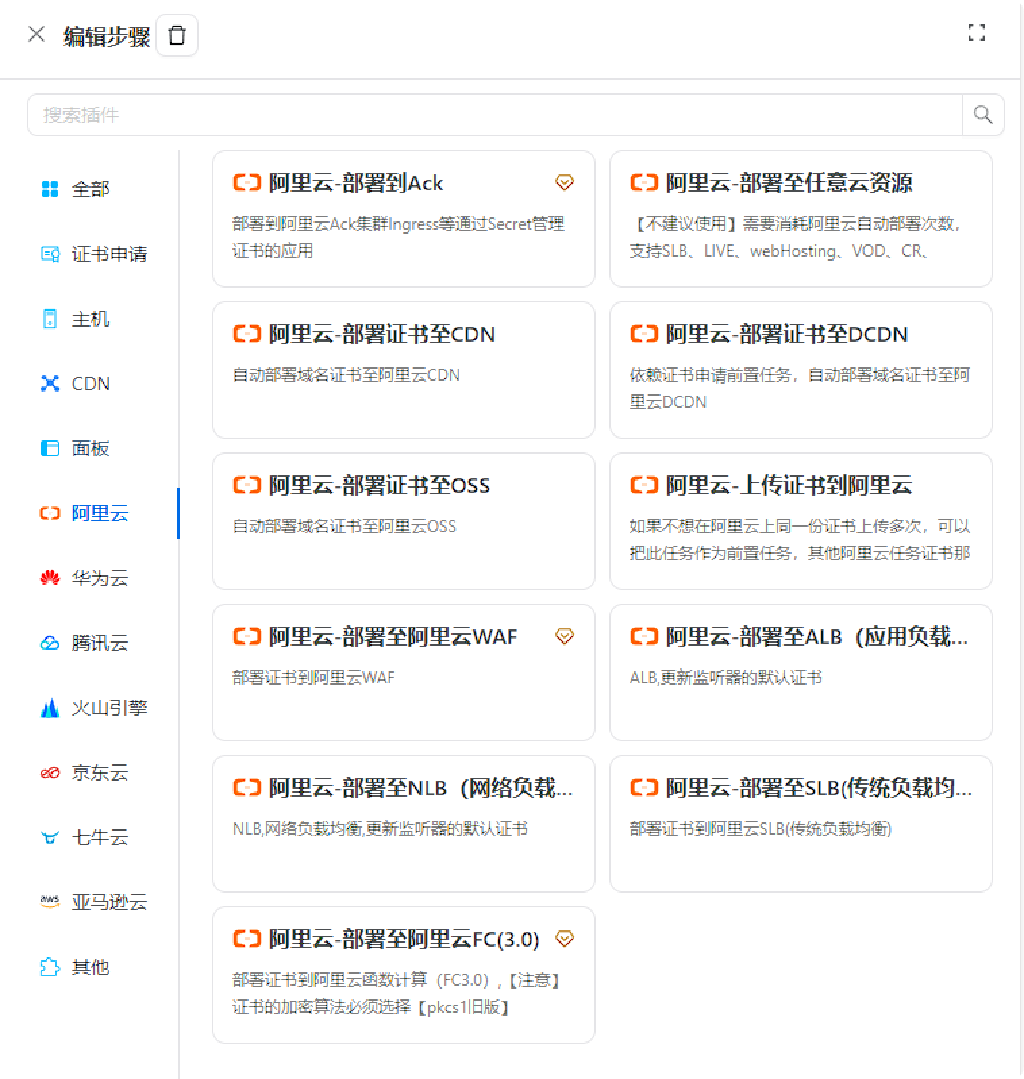 编辑步骤
搜索插件
全部
证书申请
主机
CDN
面板
阿里云
华为云
腾讯云
火山引擎
京东云
七牛云
aws 亚马逊云
其他
阿里云-部署到Ack
部署到阿里云Ack集群Ingress等通过Secret管理
证书的应用
阿里云-部署至任意云资源
【不建议使用】需要消耗阿里云自动部署次数，
支持SLB、LIVE、webHosting、VOD、CR、
阿里云-部署证书至CDN
自动部署域名证书至阿里云CDN
阿里云-部署证书至DCDN
依赖证书申请前置任务，自动部署域名证书至阿
里云DCDN
阿里云-部署证书至OSS
自动部署域名证书至阿里云OSS
阿里云-上传证书到阿里云
如果不想在阿里云上同一份证书上传多次，可以
把此任务作为前置任务，其他阿里云任务证书那
阿里云-部署至阿里云WAF
部署证书到阿里云WAF
阿里云-部署至ALB（应用负载...
ALB,更新监听器的默认证书
阿里云-部署至NLB（网络负载...
NLB,网络负载均衡,更新监听器的默认证书
阿里云-部署至SLB(传统负载均...
部署证书到阿里云SLB(传统负载均衡)
阿里云-部署至阿里云FC(3.0)
部署证书到阿里云函数计算（FC3.0）,【注意】
证书的加密算法必须选择【pkcs1旧版】